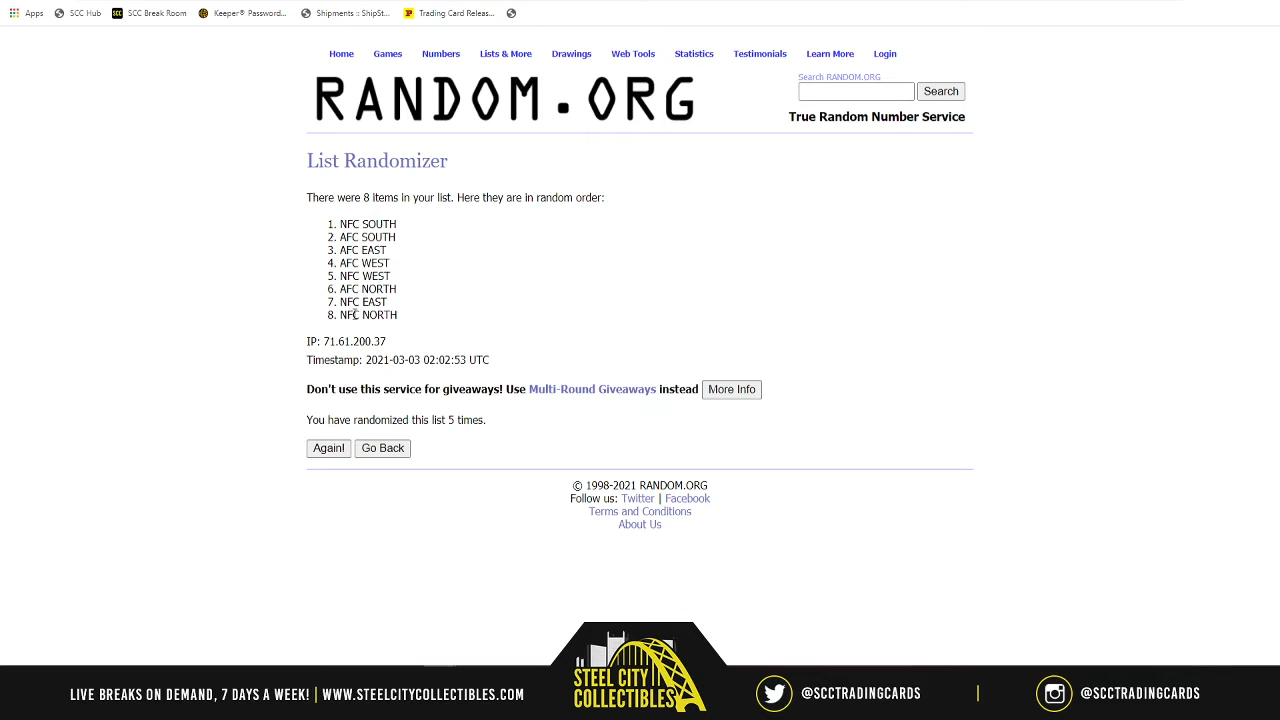 Apps SCC Hub SCC Break Room Keeper® Password... Shipments :: ShipSt... Trading Card Releas...
Home Games Numbers Lists & More Drawings Web Tools Statistics Testimonials Learn More Login
RANDOM.ORG
Search RANDOM.ORG
Search
True Random Number Service
List Randomizer
There were 8 items in your list. Here they are in random order:
1. NFC SOUTH
2. AFC SOUTH
3. AFC EAST
4. AFC WEST
5. NFC WEST
6. AFC NORTH
7. NFC EAST
8. NFC NORTH
IP: 71.61.200.37
Timestamp: 2021-03-03 02:02:53 UTC
Don't use this service for giveaways! Use Multi-Round Giveaways instead More Info
You have randomized this list 5 times.
Again! Go Back
© 1998-2021 RANDOM.ORG
Follow us: Twitter | Facebook
Terms and Conditions
About Us
LIVE BREAKS ON DEMAND, 7 DAYS A WEEK! | WWW.STEELCITYCOLLECTIBLES.COM
STEEL CITY
COLLECTIBLES
@SCCTRADINGCARDS | @SCCTRADINGCARDS